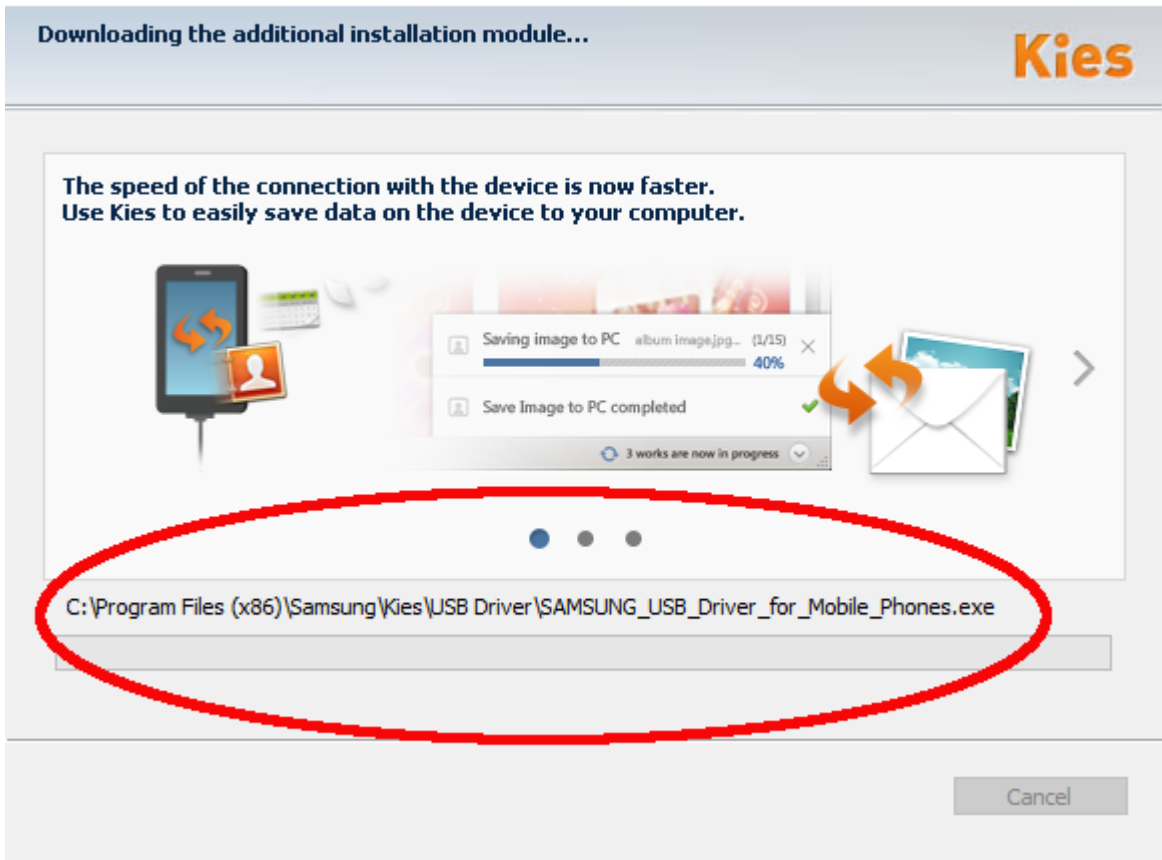 Downloading the additional installation module...
Kies
The speed of the connection with the device is now faster.
Use Kies to easily save data on the device to your computer.
Saving image to PC album image.jpg... (1/15)
40%
Save Image to PC completed
3 works are now in progress
C:\Program Files (x86)\Samsung\Kies\USB Driver\SAMSUNG_USB_Driver_for_Mobile_Phones.exe
Cancel